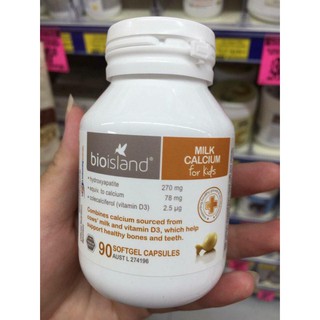 bioisland®
MILK
CALCIUM
for Kids
• hydroxyapatite 270 mg
• equiv. to calcium 78 mg
• colecalciferol (vitamin D3) 2.5 µg
Combines calcium sourced from
cows' milk and vitamin D3, which help
support healthy bones and teeth.
90 SOFTGEL CAPSULES
AUST L 274196